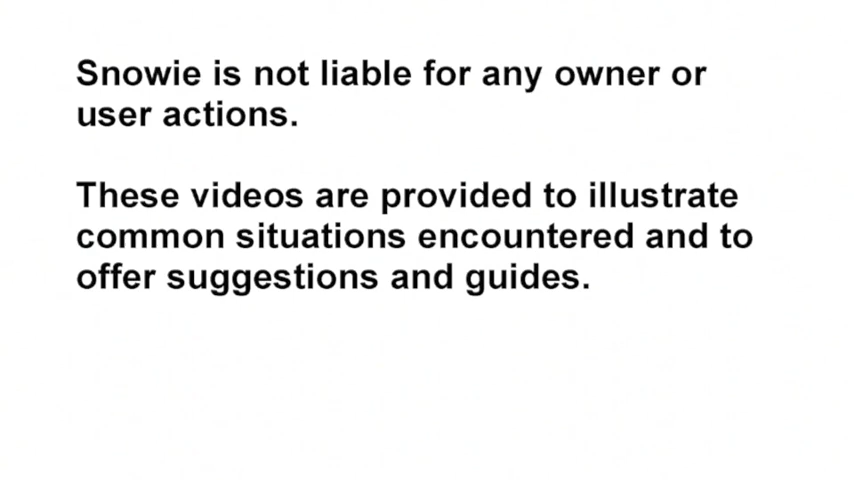 Snowie is not liable for any owner or
user actions.
These videos are provided to illustrate
common situations encountered and to
offer suggestions and guides.